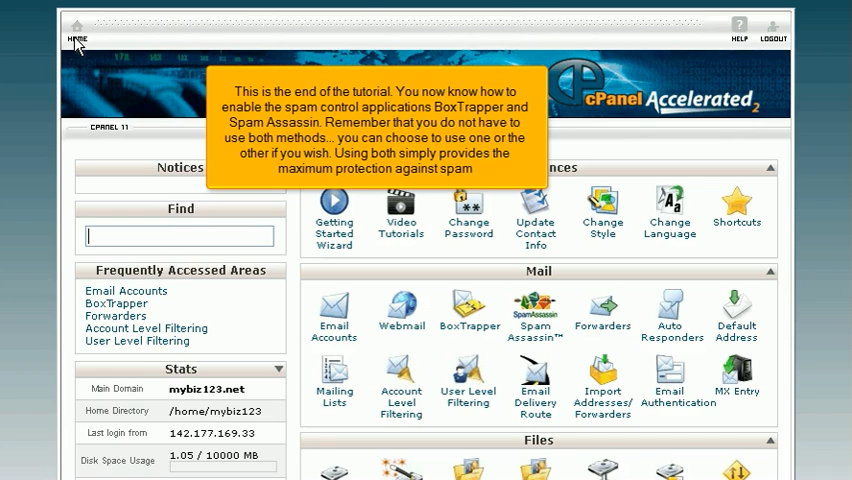 HOME
HELP
LOGOUT
cPanel Accelerated2
CPANEL 11
This is the end of the tutorial. You now know how to
enable the spam control applications BoxTrapper and
Spam Assassin. Remember that you do not have to
use both methods... you can choose to use one or the
other if you wish. Using both simply provides the
maximum protection against spam
Notices
Find
Frequently Accessed Areas
Email Accounts
BoxTrapper
Forwarders
Account Level Filtering
User Level Filtering
Stats
Main Domain mybiz123.net
Home Directory /home/mybiz123
Last login from 142.177.169.33
Disk Space Usage 1.05 / 10000 MB
nces
Getting
Started
Wizard
Video
Tutorials
Change
Password
Update
Contact
Info
Change
Style
Change
Language
Shortcuts
Mail
Email
Accounts
Webmail
BoxTrapper
SpamAssassin
Spam
Assassin™
Forwarders
Auto
Responders
Default
Address
Mailing
Lists
Account
Level
Filtering
User Level
Filtering
Email
Delivery
Route
Import
Addresses/
Forwarders
Email
Authentication
MX Entry
Files